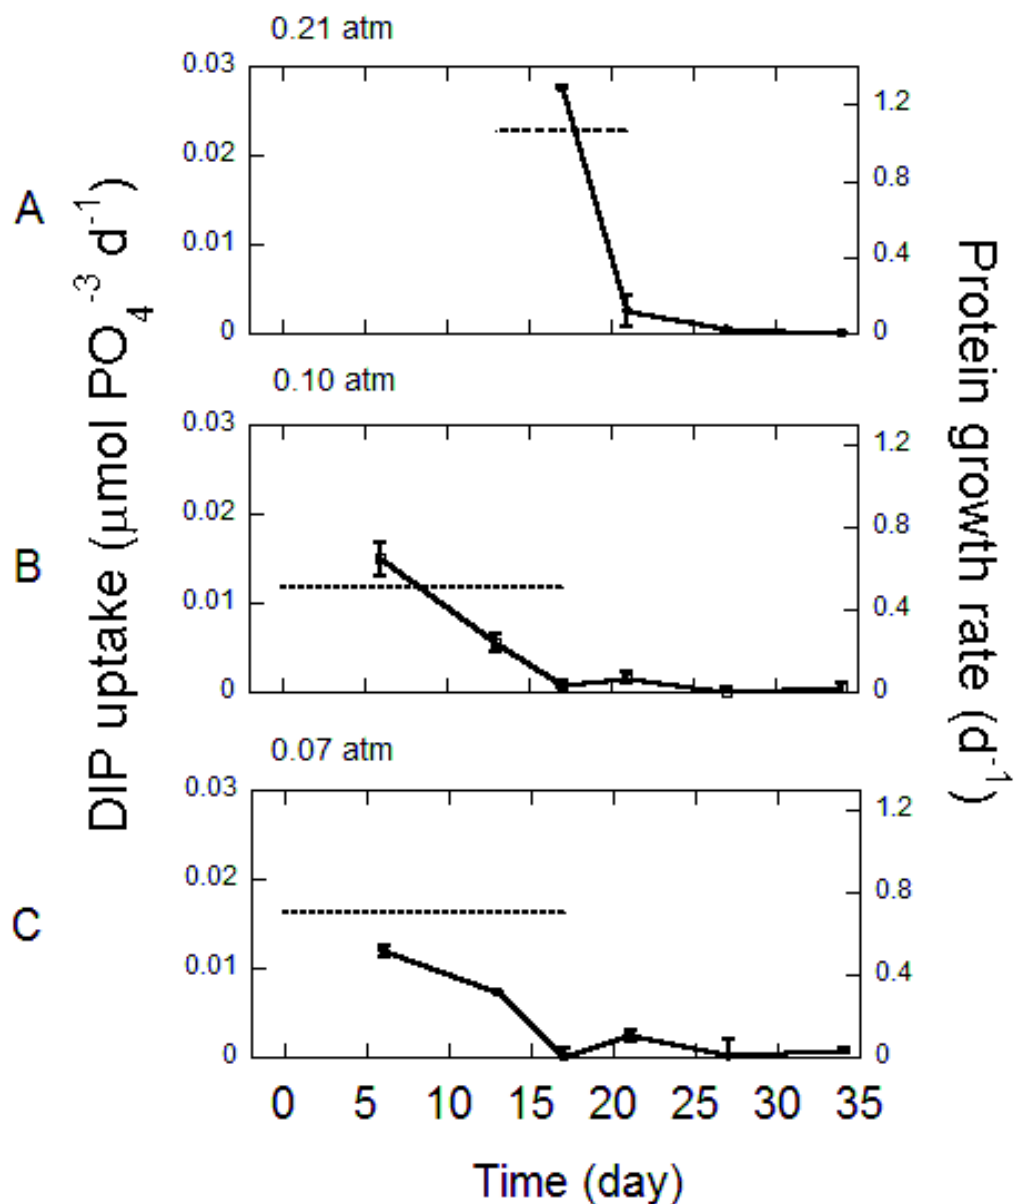 0.21 atm
A
0.03
0.02
0.01
0
1.2
0.8
0.4
0
0.10 atm
B
0.03
0.02
0.01
0
1.2
0.8
0.4
0
0.07 atm
C
0.03
0.02
0.01
0
1.2
0.8
0.4
0
DIP uptake (μmol PO₄⁻³ d⁻¹)
Protein growth rate (d⁻¹)
0 5 10 15 20 25 30 35
Time (day)